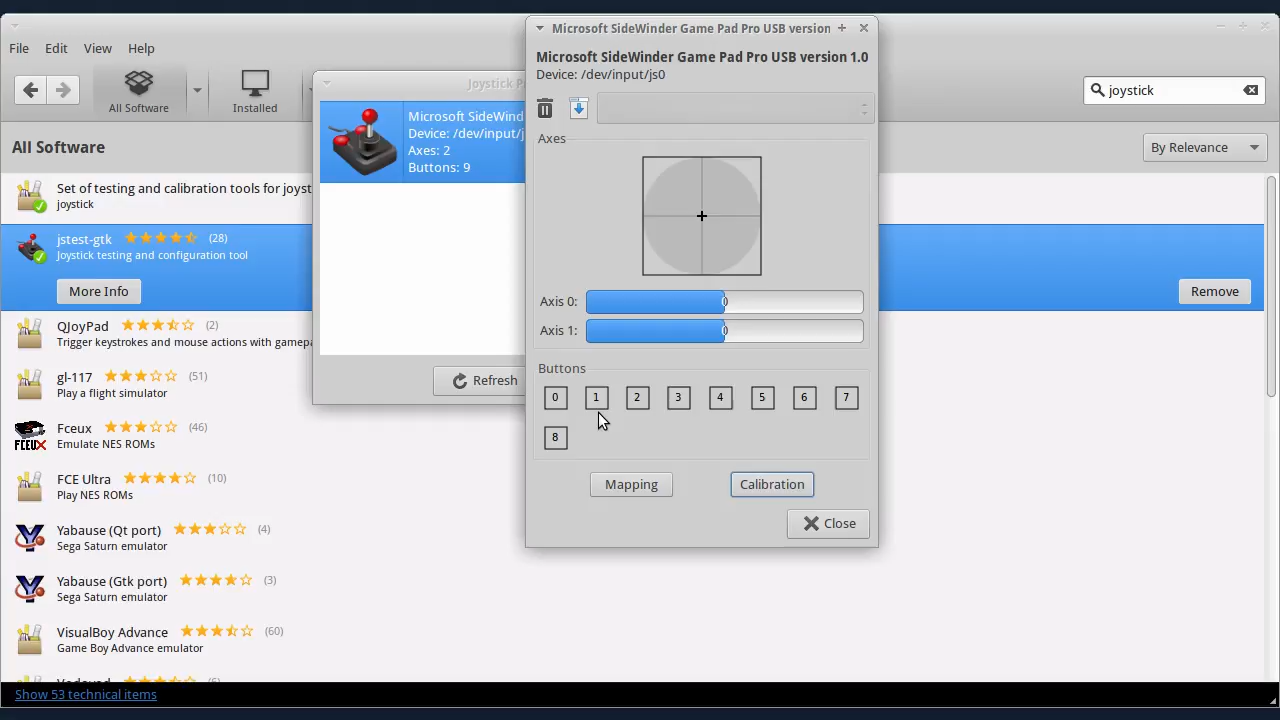 File Edit View Help
All Software
Installed
joystick
All Software
By Relevance
Set of testing and calibration tools for joyst
joystick
jstest-gtk (28)
Joystick testing and configuration tool
More Info
Remove
QJoyPad (2)
Trigger keystrokes and mouse actions with gamepa
gl-117 (51)
Play a flight simulator
Fceux (46)
Emulate NES ROMs
FCE Ultra (10)
Play NES ROMs
Yabause (Qt port) (4)
Sega Saturn emulator
Yabause (Gtk port) (3)
Sega Saturn emulator
VisualBoy Advance (60)
Game Boy Advance emulator
Show 53 technical items
Joystick P
Microsoft SideWind
Device: /dev/input/j
Axes: 2
Buttons: 9
Refresh
Microsoft SideWinder Game Pad Pro USB version
Microsoft SideWinder Game Pad Pro USB version 1.0
Device: /dev/input/js0
Axes
Axis 0: 0
Axis 1: 0
Buttons
0 1 2 3 4 5 6 7
8
Mapping
Calibration
Close
FCEUX